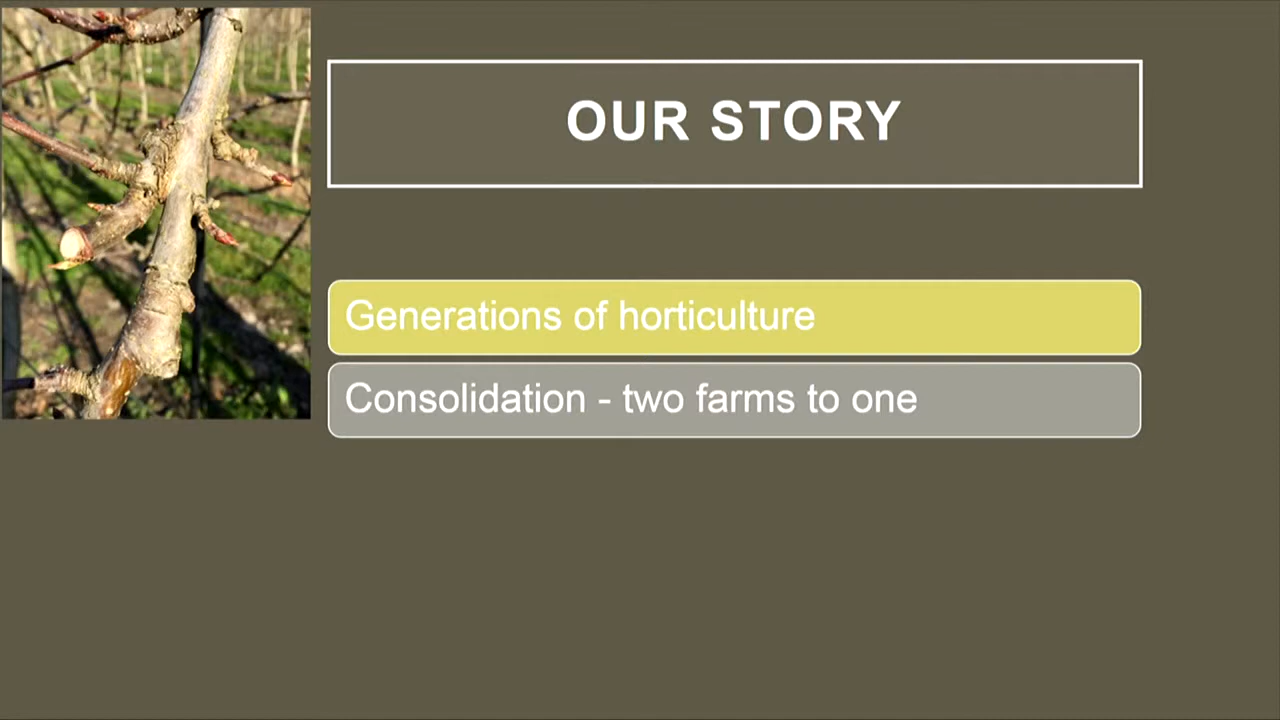 OUR STORY
Generations of horticulture
Consolidation - two farms to one